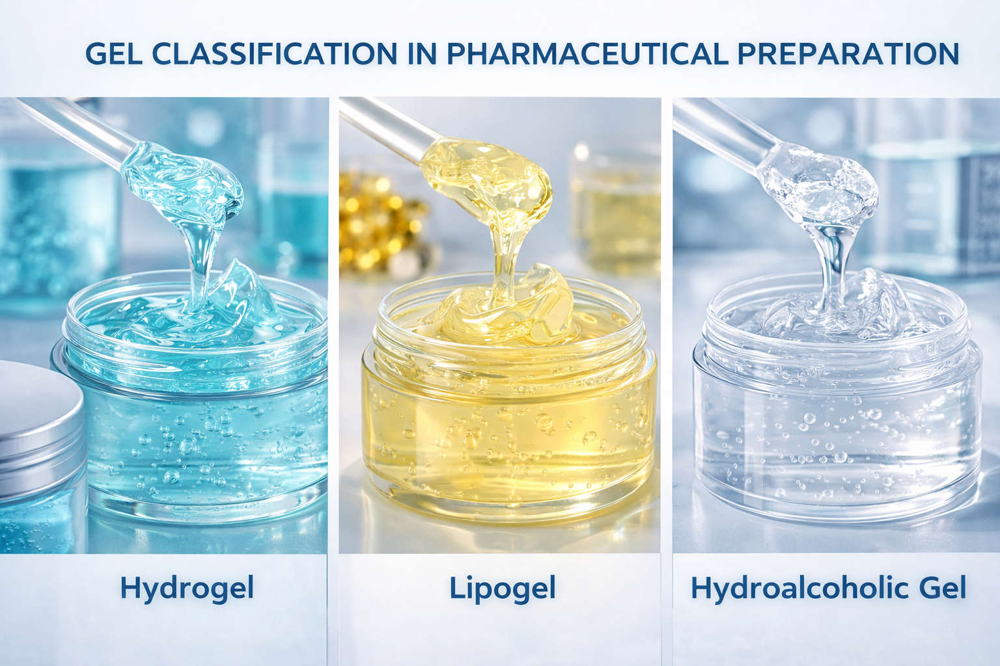 GEL CLASSIFICATION IN PHARMACEUTICAL PREPARATION
Hydrogel
Lipogel
Hydroalcoholic Gel